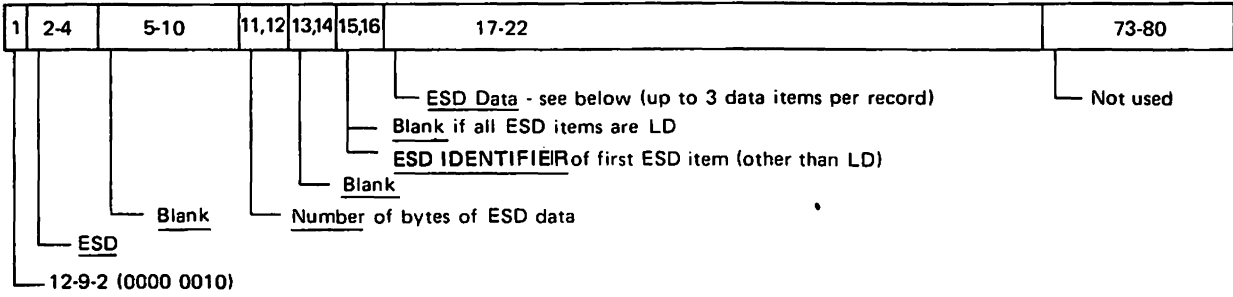 1 2-4 5-10 11,12 13,14 15,16 17-22 73-80
ESD Data - see below (up to 3 data items per record) Not used
Blank if all ESD items are LD
ESD IDENTIFIER of first ESD item (other than LD)
Blank
Blank Number of bytes of ESD data
ESD
12-9-2 (0000 0010)